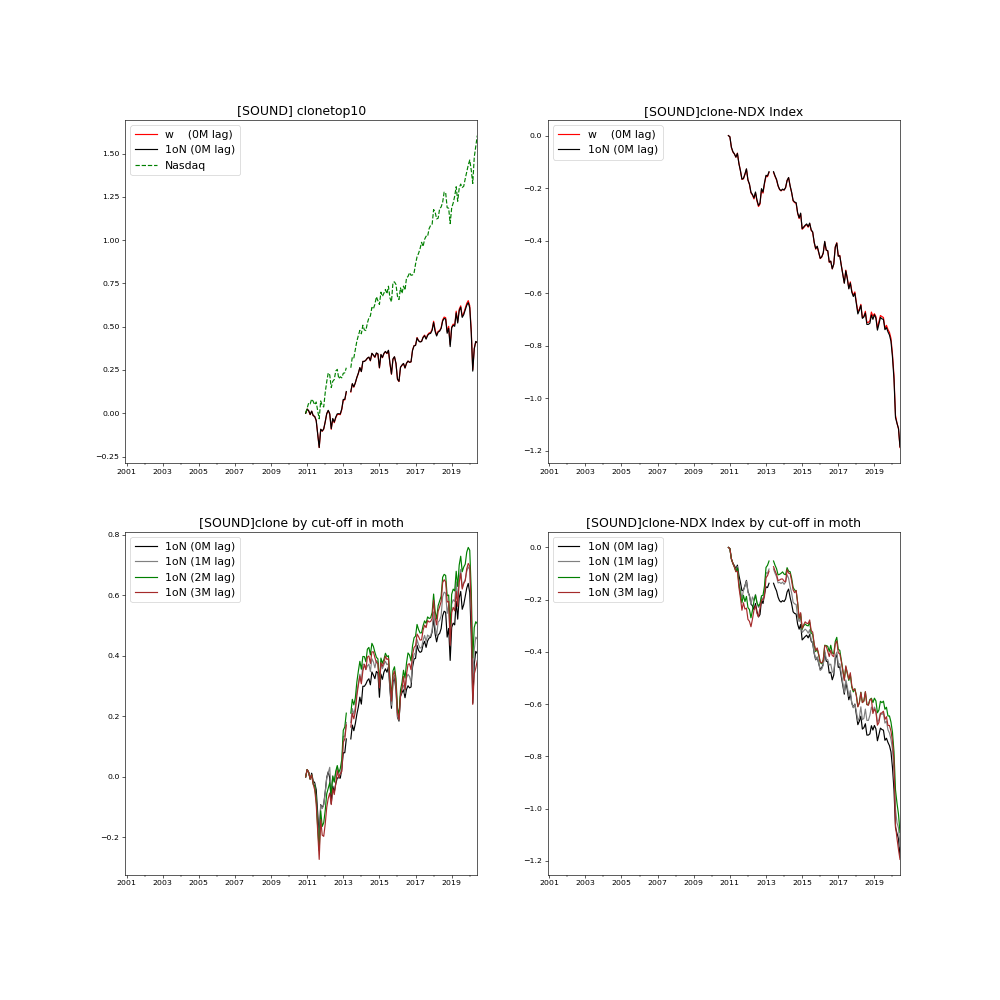 [SOUND] clonetop10
w (0M lag)
1oN (0M lag)
Nasdaq
1.50
1.25
1.00
0.75
0.50
0.25
0.00
−0.25
2001 2003 2005 2007 2009 2011 2013 2015 2017 2019
[SOUND]clone-NDX Index
w (0M lag)
1oN (0M lag)
0.0
−0.2
−0.4
−0.6
−0.8
−1.0
−1.2
2001 2003 2005 2007 2009 2011 2013 2015 2017 2019
[SOUND]clone by cut-off in moth
1oN (0M lag)
1oN (1M lag)
1oN (2M lag)
1oN (3M lag)
0.8
0.6
0.4
0.2
0.0
−0.2
2001 2003 2005 2007 2009 2011 2013 2015 2017 2019
[SOUND]clone-NDX Index by cut-off in moth
1oN (0M lag)
1oN (1M lag)
1oN (2M lag)
1oN (3M lag)
0.0
−0.2
−0.4
−0.6
−0.8
−1.0
−1.2
2001 2003 2005 2007 2009 2011 2013 2015 2017 2019